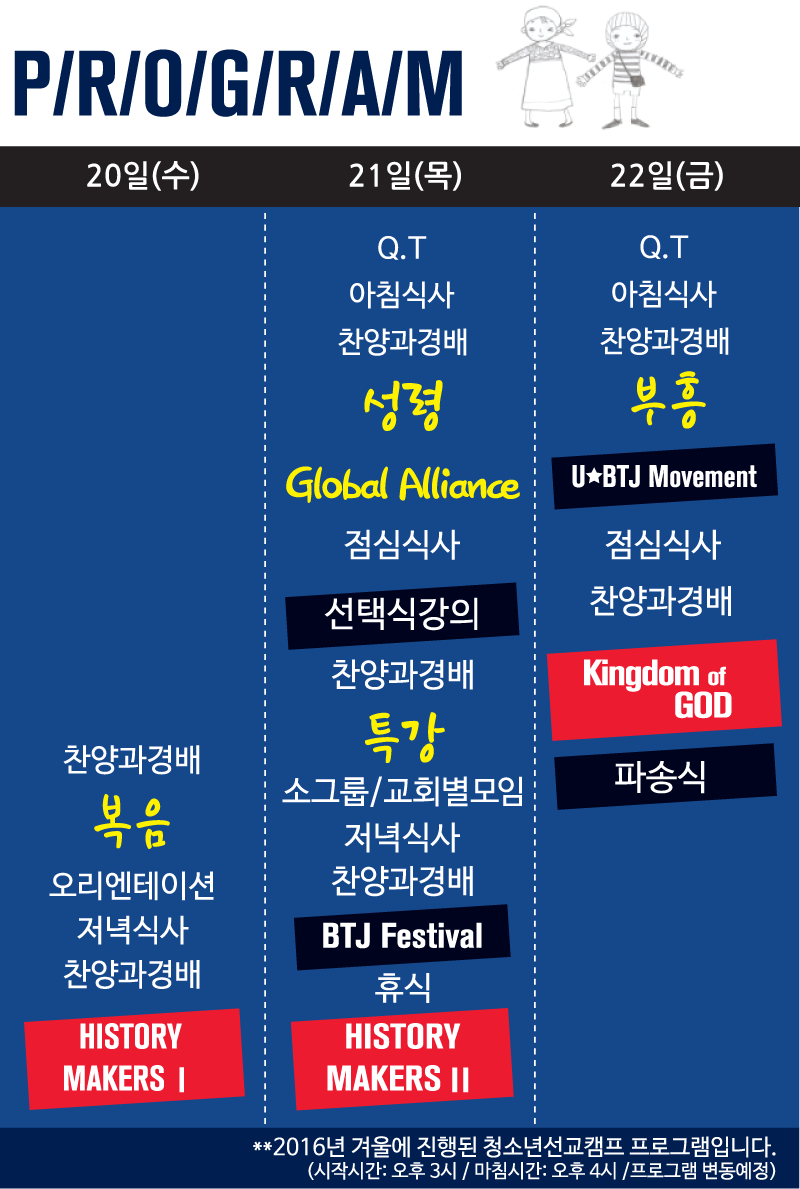 P/R/O/G/R/A/M
20일(수)
21일(목)
22일(금)
찬양과경배
복음
오리엔테이션
저녁식사
찬양과경배
HISTORY
MAKERS I
Q.T
아침식사
찬양과경배
성령
Global Alliance
점심식사
선택식강의
찬양과경배
특강
소그룹/교회별모임
저녁식사
찬양과경배
BTJ Festival
휴식
HISTORY
MAKERS II
Q.T
아침식사
찬양과경배
부흥
U★BTJ Movement
점심식사
찬양과경배
Kingdom of
GOD
파송식
**2016년 겨울에 진행된 청소년선교캠프 프로그램입니다.
(시작시간: 오후 3시 / 마침시간: 오후 4시 /프로그램 변동예정)